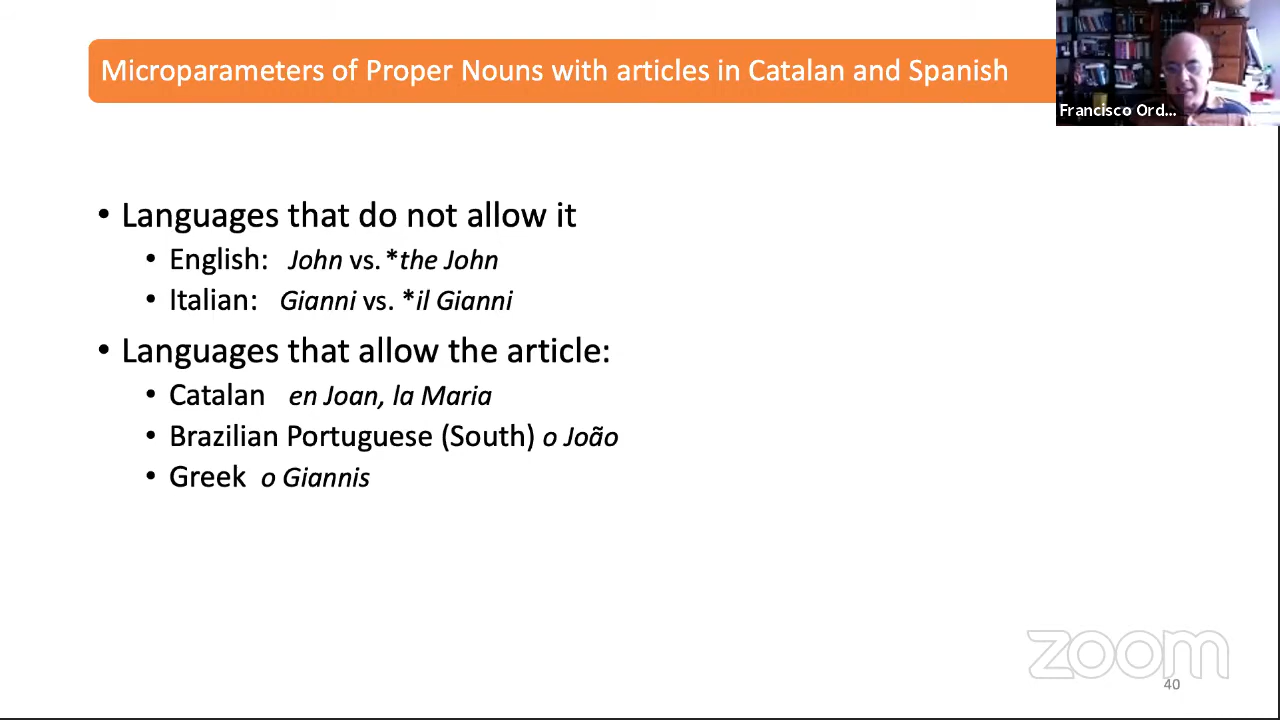 Microparameters of Proper Nouns with articles in Catalan and Spanish
Francisco Ord...
• Languages that do not allow it
• English: John vs. *the John
• Italian: Gianni vs. *il Gianni
• Languages that allow the article:
• Catalan en Joan, la Maria
• Brazilian Portuguese (South) o João
• Greek o Giannis
zoom
40